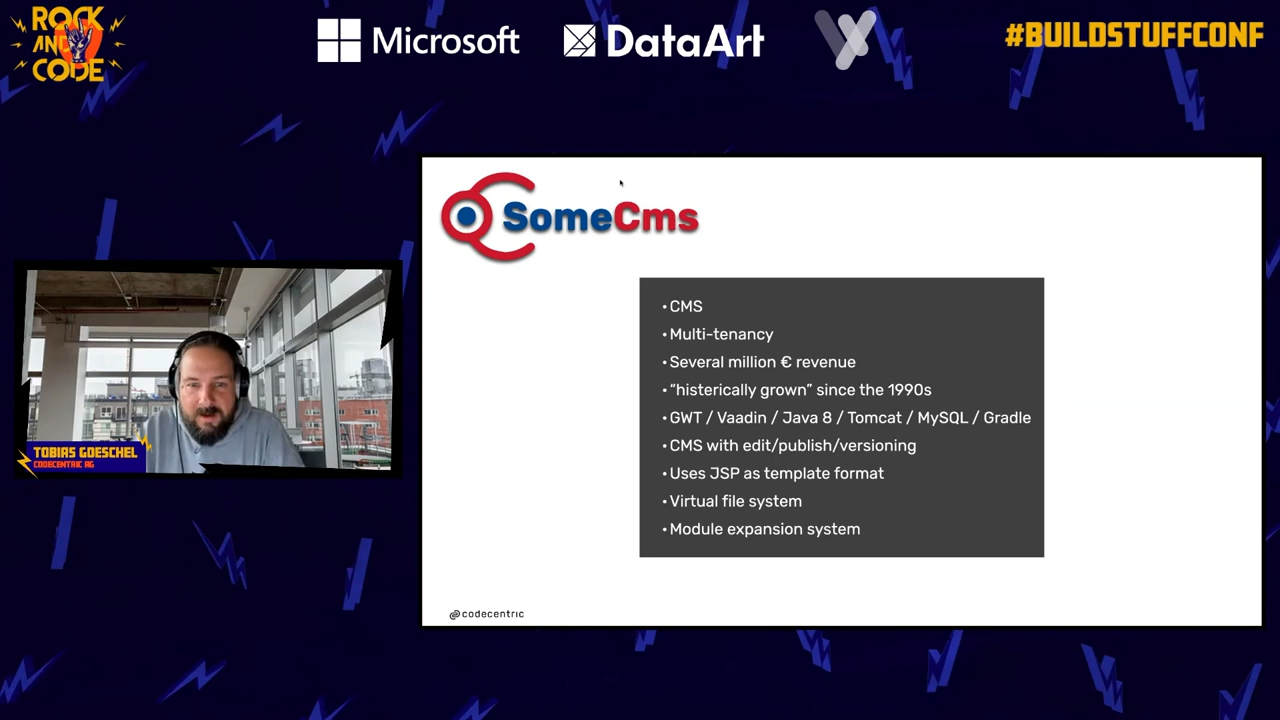 ROCK
AND
CODE
Microsoft
DataArt
#BUILDSTUFFCONF
SomeCms
• CMS
• Multi-tenancy
• Several million € revenue
• "histerically grown" since the 1990s
• GWT / Vaadin / Java 8 / Tomcat / MySQL / Gradle
• CMS with edit/publish/versioning
• Uses JSP as template format
• Virtual file system
• Module expansion system
TOBIAS GOESCHEL
CODECENTRIC AG
codecentric